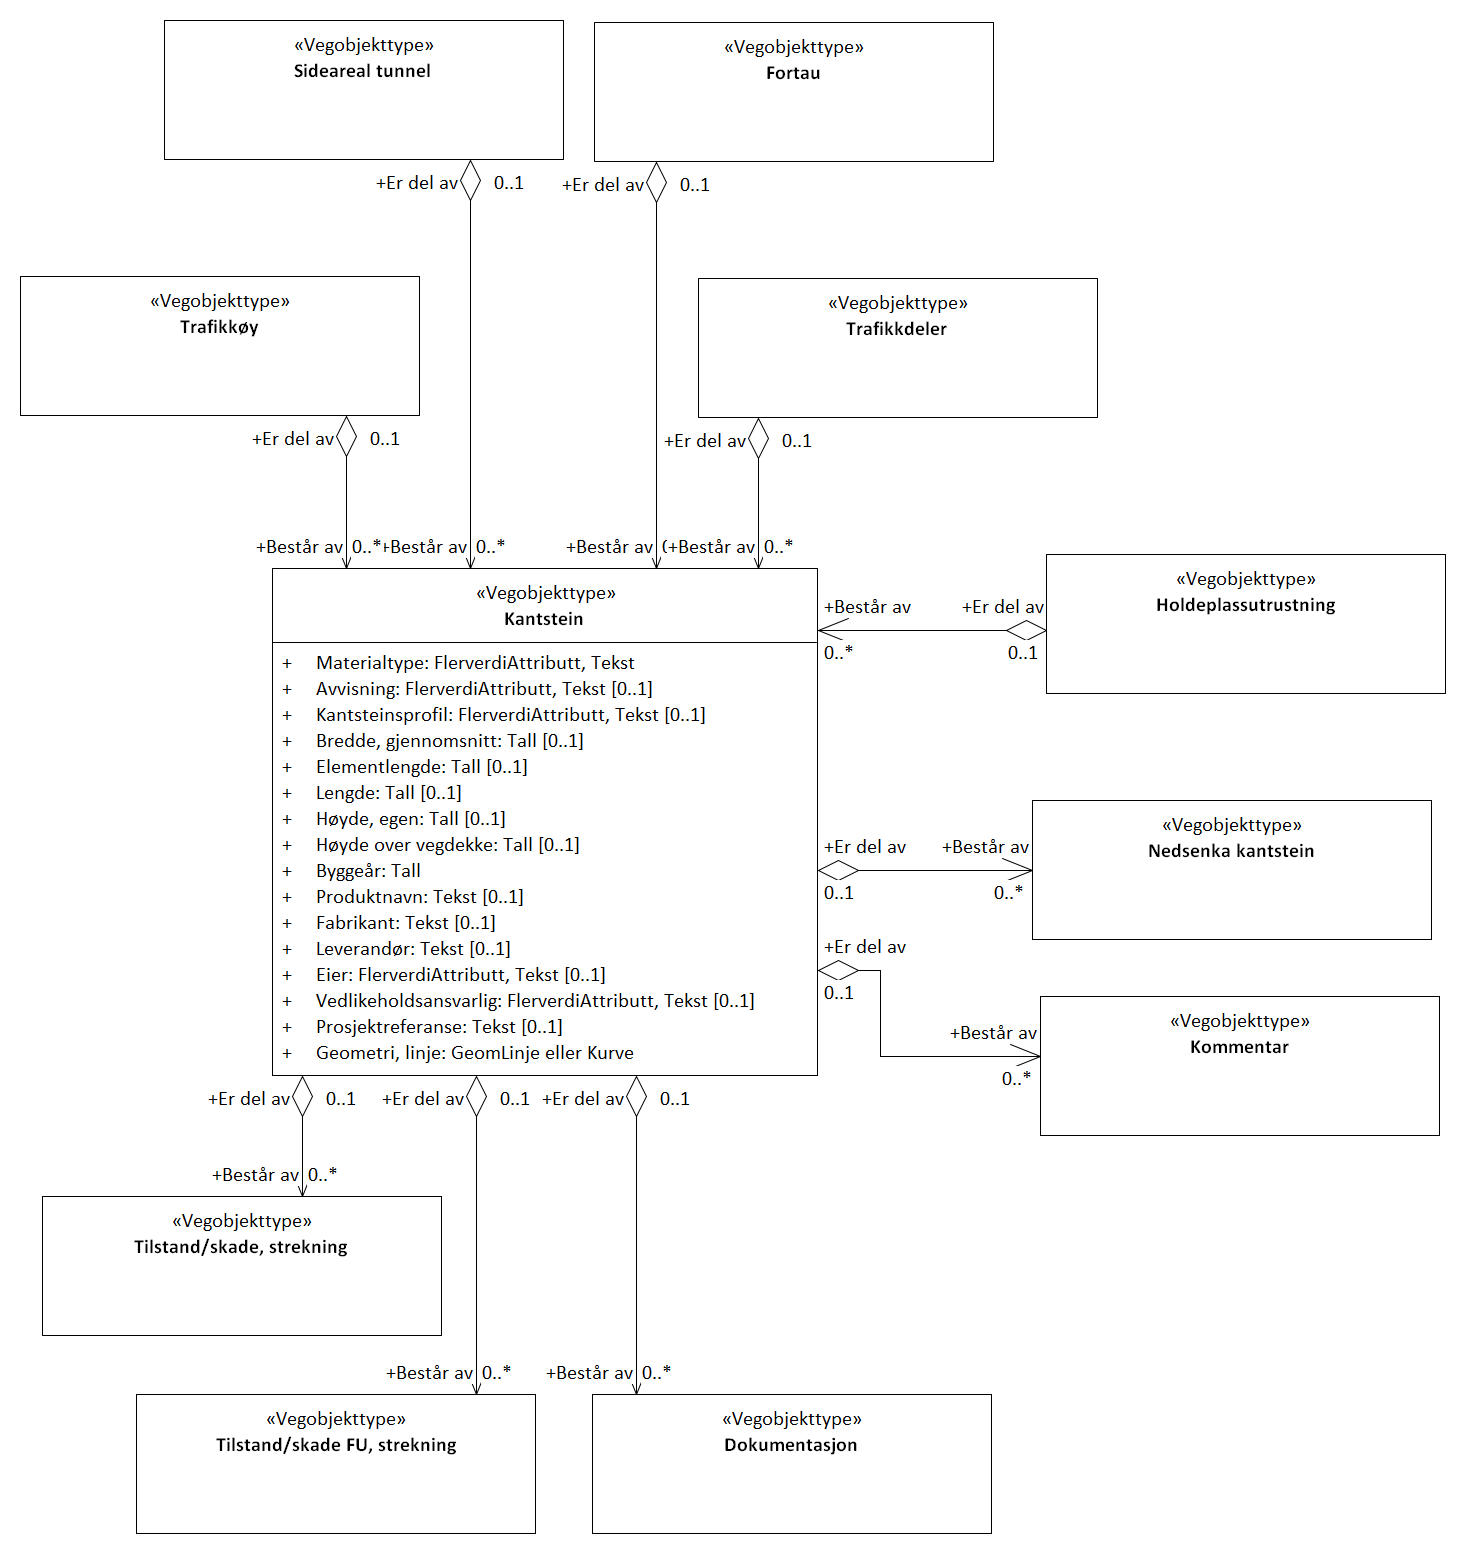 «Vegobjekttype»
Sideareal tunnel
«Vegobjekttype»
Fortau
+Er del av 0..1
+Er del av 0..1
«Vegobjekttype»
Trafikkøy
«Vegobjekttype»
Trafikkdeler
+Er del av 0..1
+Er del av 0..1
+Består av 0..*
+Består av 0..*
+Består av
+Består av 0..*
«Vegobjekttype»
Kantstein
+ Materialtype: FlerverdiAttributt, Tekst
+ Avvisning: FlerverdiAttributt, Tekst [0..1]
+ Kantsteinsprofil: FlerverdiAttributt, Tekst [0..1]
+ Bredde, gjennomsnitt: Tall [0..1]
+ Elementlengde: Tall [0..1]
+ Lengde: Tall [0..1]
+ Høyde, egen: Tall [0..1]
+ Høyde over vegdekke: Tall [0..1]
+ Byggeår: Tall
+ Produktnavn: Tekst [0..1]
+ Fabrikant: Tekst [0..1]
+ Leverandør: Tekst [0..1]
+ Eier: FlerverdiAttributt, Tekst [0..1]
+ Vedlikeholdsansvarlig: FlerverdiAttributt, Tekst [0..1]
+ Prosjektreferanse: Tekst [0..1]
+ Geometri, linje: GeomLinje eller Kurve
+Består av +Er del av
0..* 0..1
«Vegobjekttype»
Holdeplassutrustning
+Er del av +Består av
0..1 0..*
«Vegobjekttype»
Nedsenka kantstein
+Er del av
0..1
+Består av
0..*
«Vegobjekttype»
Kommentar
+Er del av 0..1
+Er del av 0..1
+Er del av 0..1
+Består av 0..*
«Vegobjekttype»
Tilstand/skade, strekning
+Består av 0..*
+Består av 0..*
«Vegobjekttype»
Tilstand/skade FU, strekning
«Vegobjekttype»
Dokumentasjon